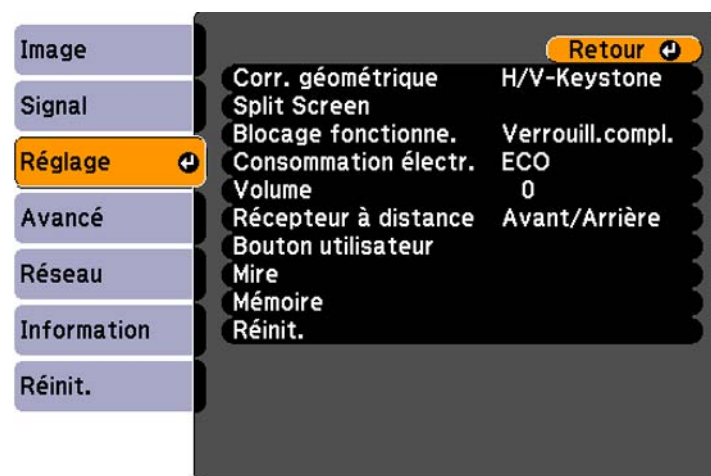 Image
Signal
Réglage
Avancé
Réseau
Information
Réinit.
Retour
Corr. géométrique H/V-Keystone
Split Screen
Blocage fonctionne. Verrouill.compl.
Consommation électr. ECO
Volume 0
Récepteur à distance Avant/Arrière
Bouton utilisateur
Mire
Mémoire
Réinit.